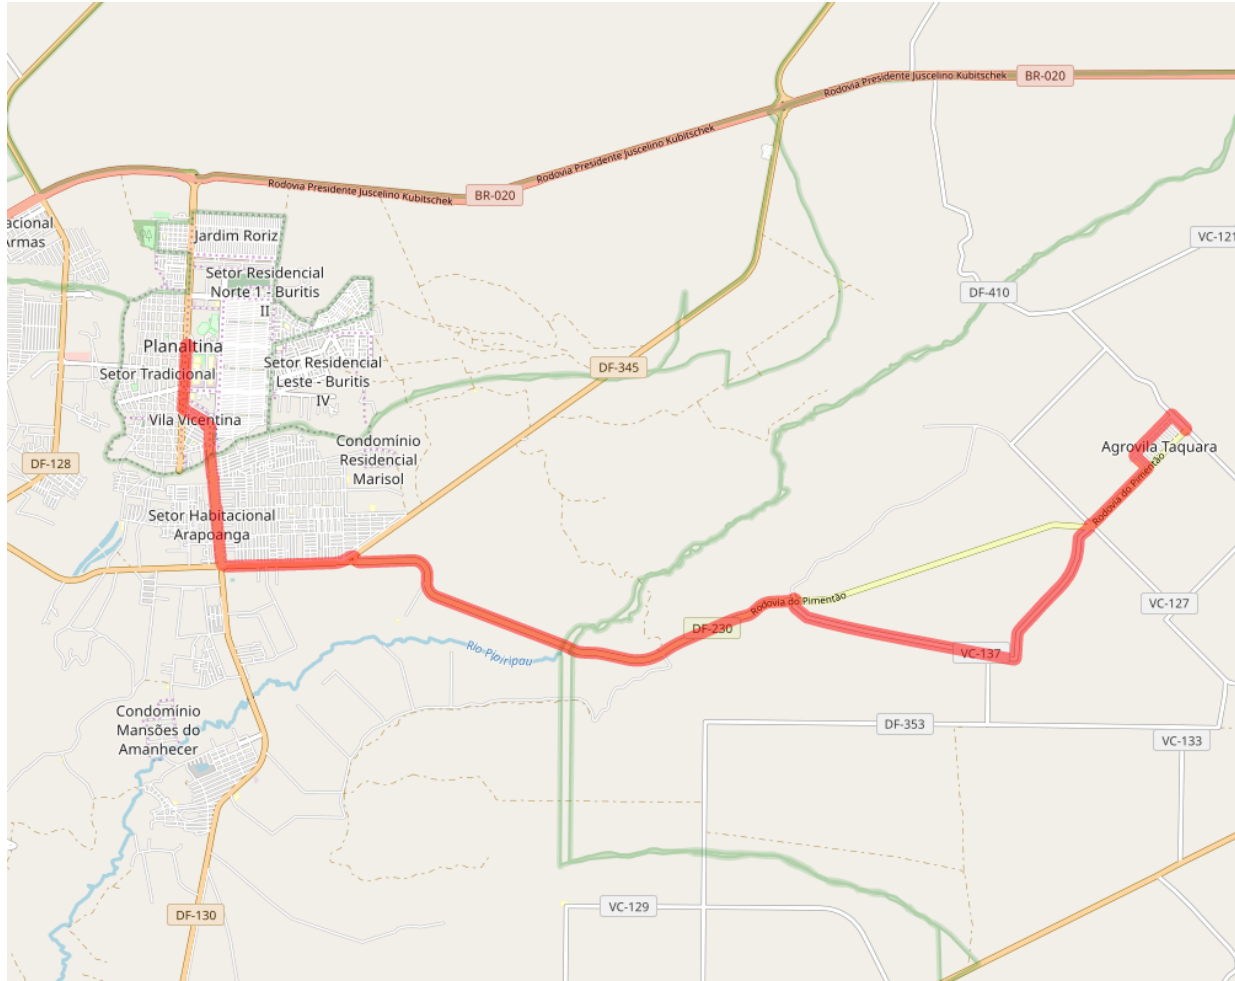 BR-020
Rodovia Presidente Juscelino Kubitschek
Rodovia Presidente Juscelino Kubitschek
BR-020
Rodovia Presidente Juscelino Kubitschek
acional
Armas
Jardim Roriz
VC-121
Setor Residencial
Norte 1 - Buritis
II
DF-410
Planaltina
Setor Tradicional
Setor Residencial
Leste - Buritis
IV
DF-345
Vila Vicentina
Condomínio
Residencial
Marisol
Agrovila Taquara
DF-128
Rodovia do Pimentão
Setor Habitacional
Arapoanga
Rodovia do Pimentão
VC-127
DF-230
Rio Pipiripau
VC-137
Condomínio
Mansões do
Amanhecer
DF-353
VC-133
VC-129
DF-130